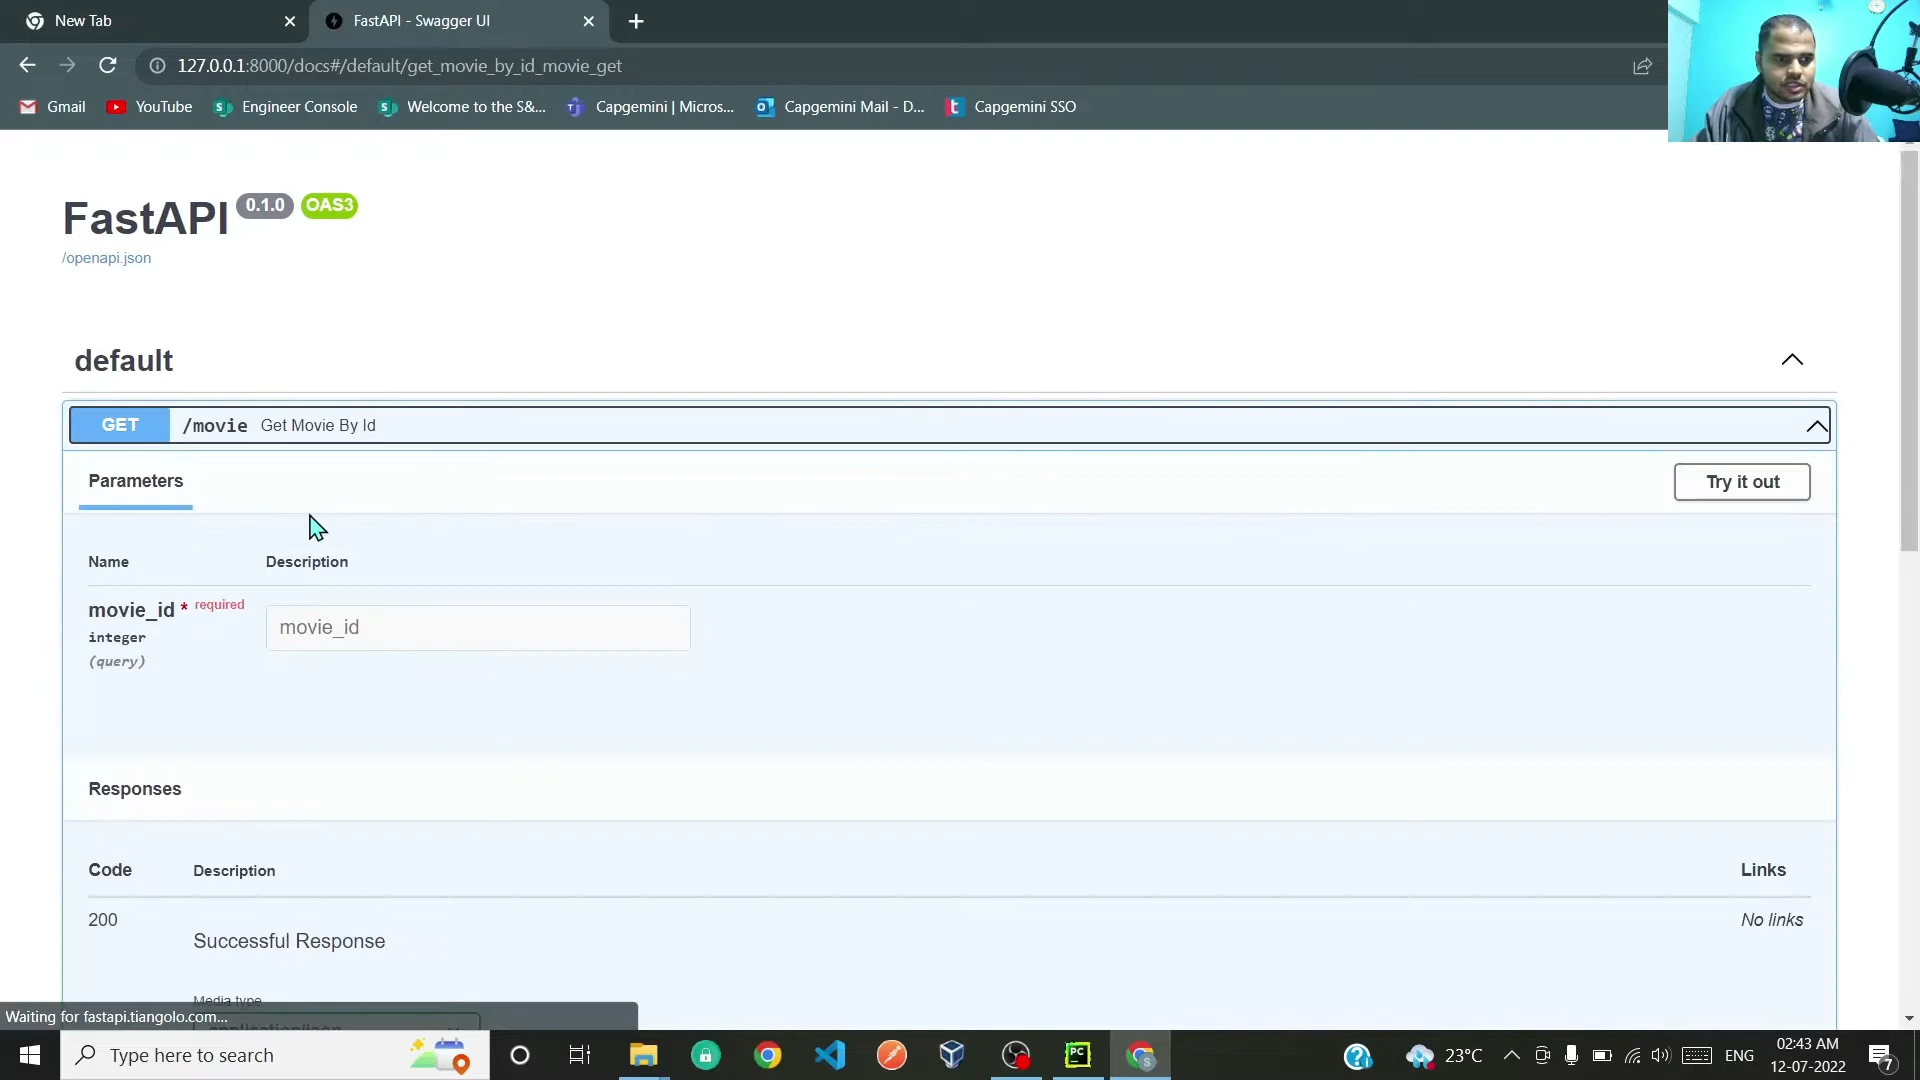 New Tab
FastAPI - Swagger UI
127.0.0.1:8000/docs#/default/get_movie_by_id_movie_get
Gmail
YouTube
Engineer Console
Welcome to the S&...
Capgemini | Micros...
Capgemini Mail - D...
Capgemini SSO
FastAPI 0.1.0 OAS3
/openapi.json
default
GET /movie Get Movie By Id
Parameters
Try it out
Name Description
movie_id * required
integer
(query)
movie_id
Responses
Code Description Links
200
Successful Response
No links
Media type
application/json
Waiting for fastapi.tiangolo.com...
Type here to search
23°C
ENG
02:43 AM
12-07-2022
7